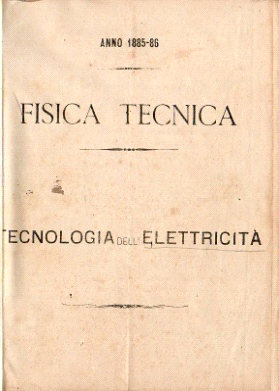 ANNO 1885-86
FISICA TECNICA
TECNOLOGIA DELL'ELETTRICITÀ